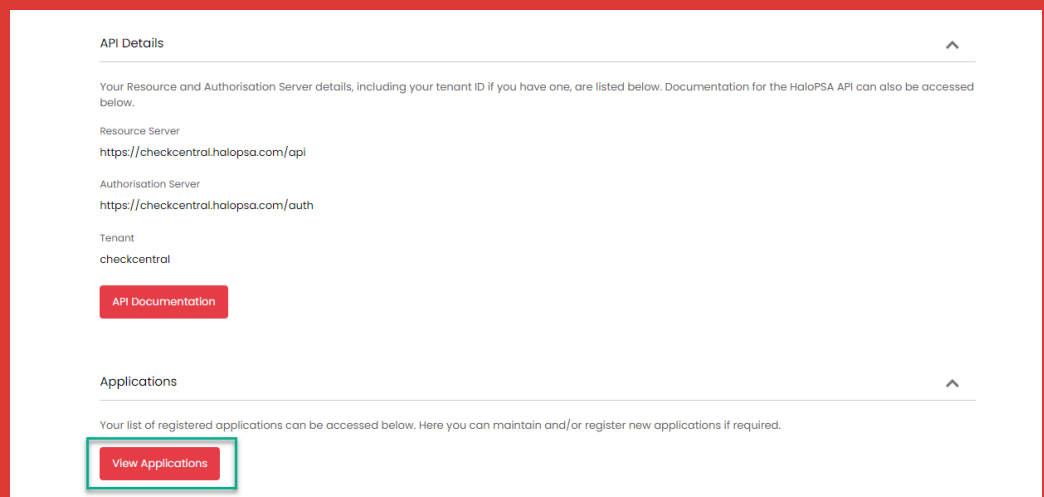 API Details
Your Resource and Authorisation Server details, including your tenant ID if you have one, are listed below. Documentation for the HaloPSA API can also be accessed
below.
Resource Server
https://checkcentral.halopsa.com/api
Authorisation Server
https://checkcentral.halopsa.com/auth
Tenant
checkcentral
API Documentation
Applications
Your list of registered applications can be accessed below. Here you can maintain and/or register new applications if required.
View Applications